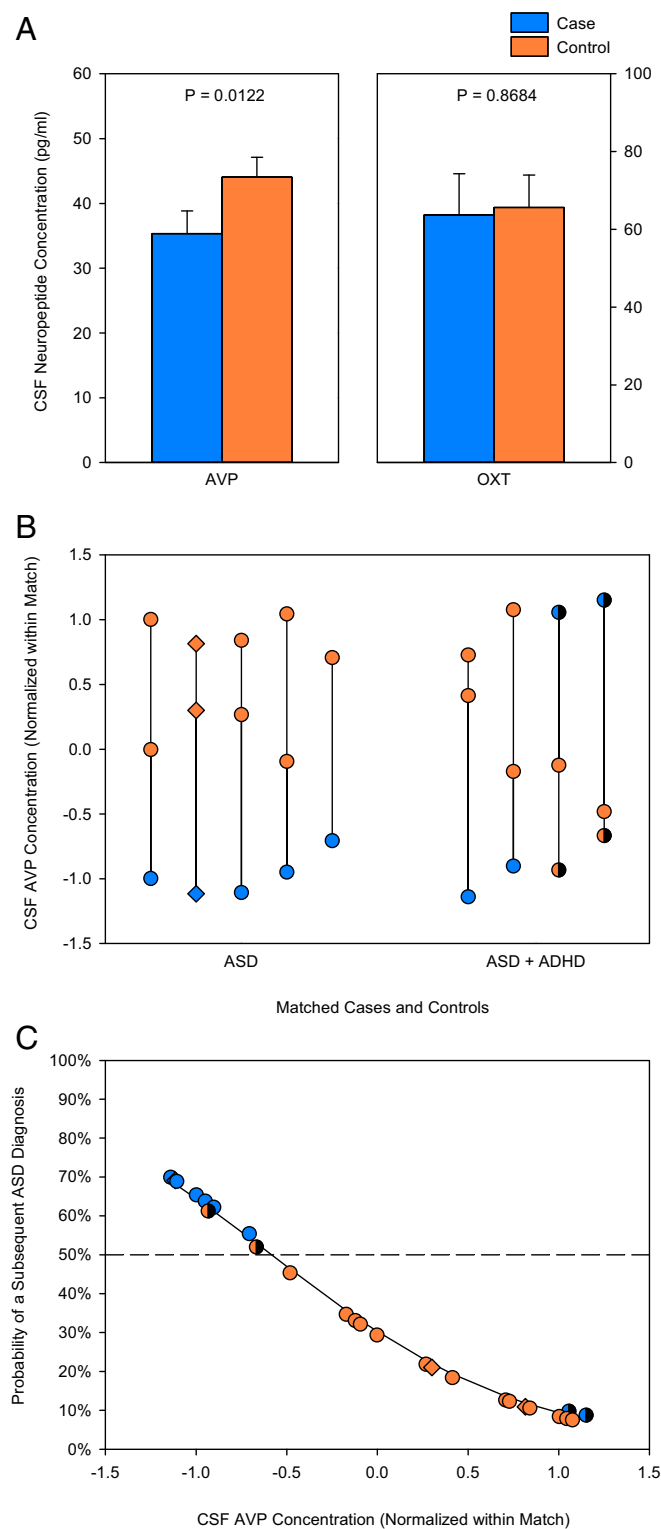 A
Case
Control
CSF Neuropeptide Concentration (pg/ml)
60
50
40
30
20
10
0
P = 0.0122
AVP
P = 0.8684
OXT
100
80
60
40
20
0
B
CSF AVP Concentration (Normalized within Match)
1.5
1.0
0.5
0.0
-0.5
-1.0
-1.5
ASD
ASD + ADHD
Matched Cases and Controls
C
Probability of a Subsequent ASD Diagnosis
100%
90%
80%
70%
60%
50%
40%
30%
20%
10%
0%
-1.5 -1.0 -0.5 0.0 0.5 1.0 1.5
CSF AVP Concentration (Normalized within Match)